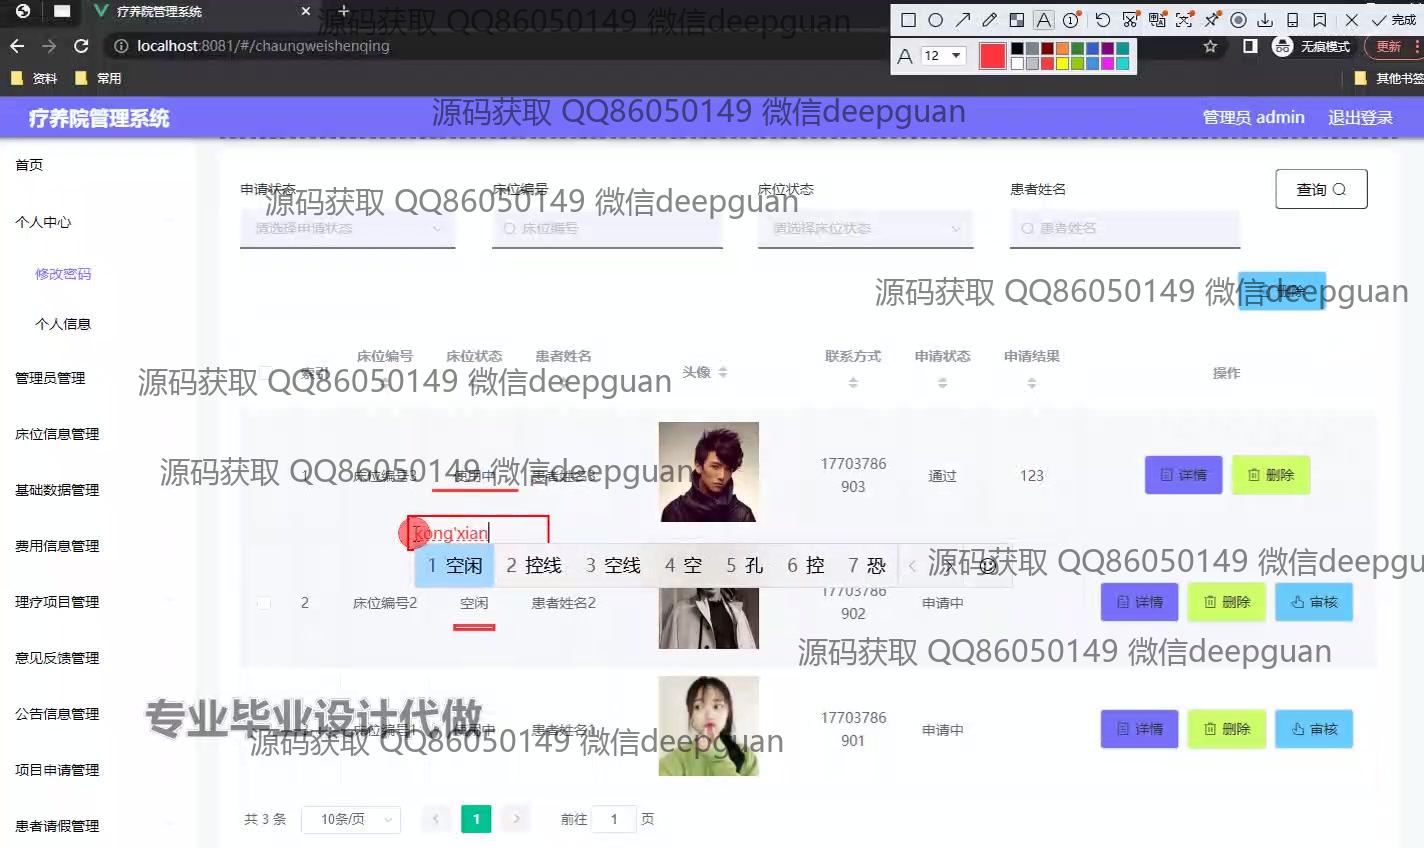 疗养院管理系统
源码获取 QQ86050149 微信deepguan
完成
localhost:8081/#/chaungweishenqing
A 12
无痕模式
更新
资料
常用
其他书签
疗养院管理系统
源码获取 QQ86050149 微信deepguan
管理员 admin
退出登录
首页
个人中心
修改密码
个人信息
管理员管理
床位信息管理
基础数据管理
费用信息管理
理疗项目管理
意见反馈管理
公告信息管理
项目申请管理
患者请假管理
申请状态
床位编号
床位状态
患者姓名
查询
源码获取 QQ86050149 微信deepguan
请选择申请状态
床位编号
请选择床位状态
患者姓名
源码获取 QQ86050149 微信deepguan
删除
索引 床位编号 床位状态 患者姓名 头像 联系方式 申请状态 申请结果 操作
源码获取 QQ86050149 微信deepguan
1 床位编号3 使用中 患者姓名3 17703786903 通过 123 详情 删除
源码获取 QQ86050149 微信deepguan
kong'xian
1 空闲 2 控线 3 空线 4 空 5 孔 6 控 7 恐
源码获取 QQ86050149 微信deepgu
2 床位编号2 空闲 患者姓名2 17703786902 申请中 详情 删除 审核
源码获取 QQ86050149 微信deepguan
专业毕业设计代做
床位编号1 使用中 患者姓名1 17703786901 申请中 详情 删除 审核
源码获取 QQ86050149 微信deepguan
共 3 条 10条/页 1 前往 1 页